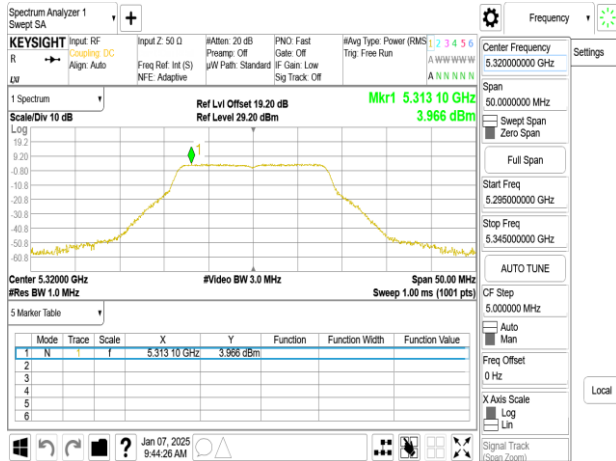 Spectrum Analyzer 1
Swept SA
+
Frequency
KEYSIGHT Input: RF Input Z: 50 Ω #Atten: 20 dB PNO: Fast #Avg Type: Power (RMS 1 2 3 4 5 6
R Coupling: DC Preamp: Off Gate: Off Trig: Free Run
Align: Auto Freq Ref: Int (S) µW Path: Standard IF Gain: Low A W W W W W
NFE: Adaptive Sig Track: Off A N N N N N
LXI
1 Spectrum
Scale/Div 10 dB
Ref Lvl Offset 19.20 dB
Ref Level 29.20 dBm
Mkr1 5.313 10 GHz
3.966 dBm
Log
19.2
9.20
-0.80
-10.8
-20.8
-30.8
-40.8
-50.8
-60.8
1
Center 5.32000 GHz #Video BW 3.0 MHz Span 50.00 MHz
#Res BW 1.0 MHz Sweep 1.00 ms (1001 pts)
5 Marker Table
Mode Trace Scale X Y Function Function Width Function Value
1 N 1 f 5.313 10 GHz 3.966 dBm
2
3
4
5
6
?
Jan 07, 2025
9:44:26 AM
Center Frequency
5.320000000 GHz
Span
50.0000000 MHz
Swept Span
Zero Span
Full Span
Start Freq
5.295000000 GHz
Stop Freq
5.345000000 GHz
AUTO TUNE
CF Step
5.000000 MHz
Auto
Man
Freq Offset
0 Hz
X Axis Scale
Log
Lin
Signal Track
(Span Zoom)
Settings
Local